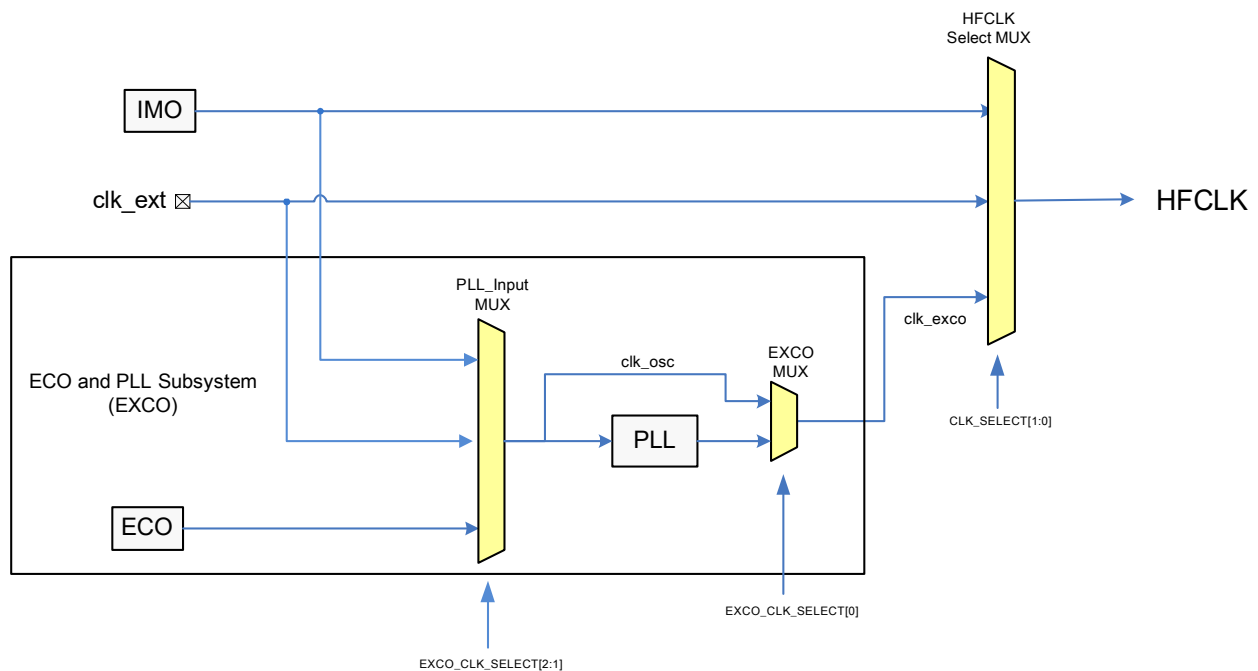 HFCLK
Select MUX
IMO
clk_ext
HFCLK
PLL_Input
MUX
clk_exco
EXCO
MUX
clk_osc
ECO and PLL Subsystem
(EXCO)
CLK_SELECT[1:0]
PLL
ECO
EXCO_CLK_SELECT[0]
EXCO_CLK_SELECT[2:1]